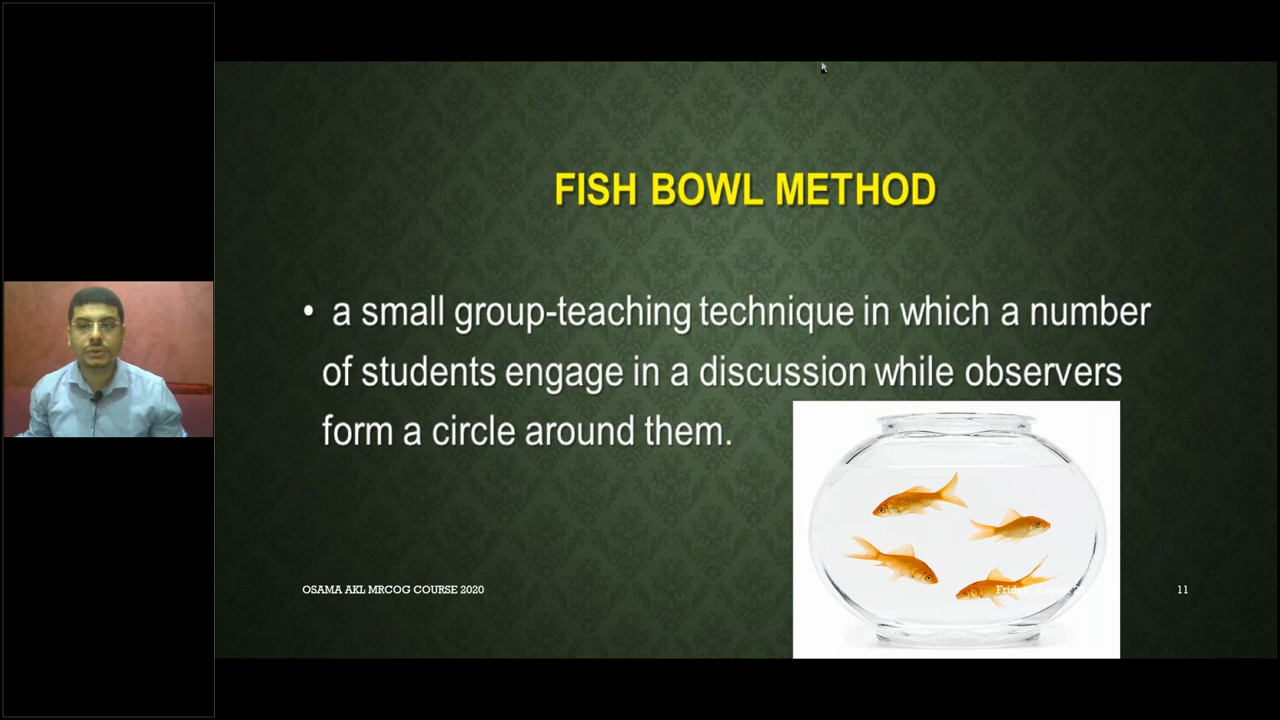 FISH BOWL METHOD
• a small group-teaching technique in which a number
of students engage in a discussion while observers
form a circle around them.
OSAMA AKL MRCOG COURSE 2020
Friday,
11